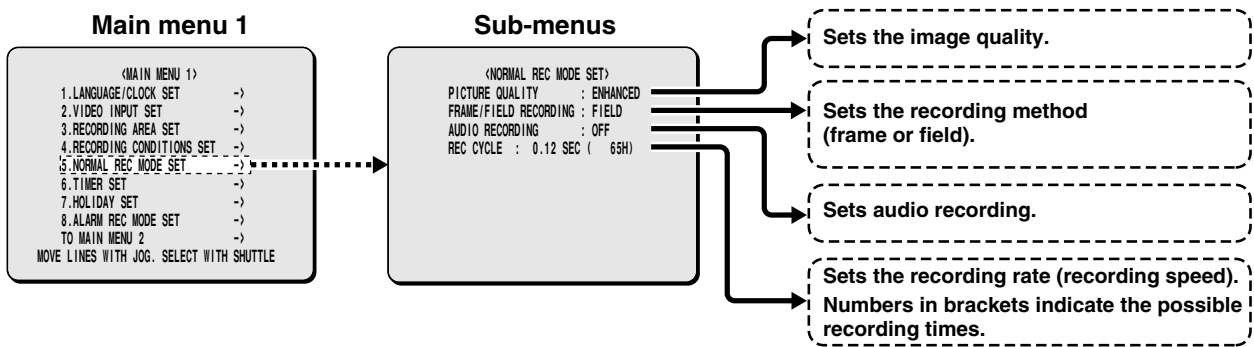 Main menu 1
<MAIN MENU 1>
1.LANGUAGE/CLOCK SET ->
2.VIDEO INPUT SET ->
3.RECORDING AREA SET ->
4.RECORDING CONDITIONS SET ->
5.NORMAL REC MODE SET ->
6.TIMER SET ->
7.HOLIDAY SET ->
8.ALARM REC MODE SET ->
TO MAIN MENU 2 ->
MOVE LINES WITH JOG. SELECT WITH SHUTTLE
Sub-menus
<NORMAL REC MODE SET>
PICTURE QUALITY : ENHANCED
FRAME/FIELD RECORDING : FIELD
AUDIO RECORDING : OFF
REC CYCLE : 0.12 SEC ( 65H)
Sets the image quality.
Sets the recording method
(frame or field).
Sets audio recording.
Sets the recording rate (recording speed).
Numbers in brackets indicate the possible
recording times.